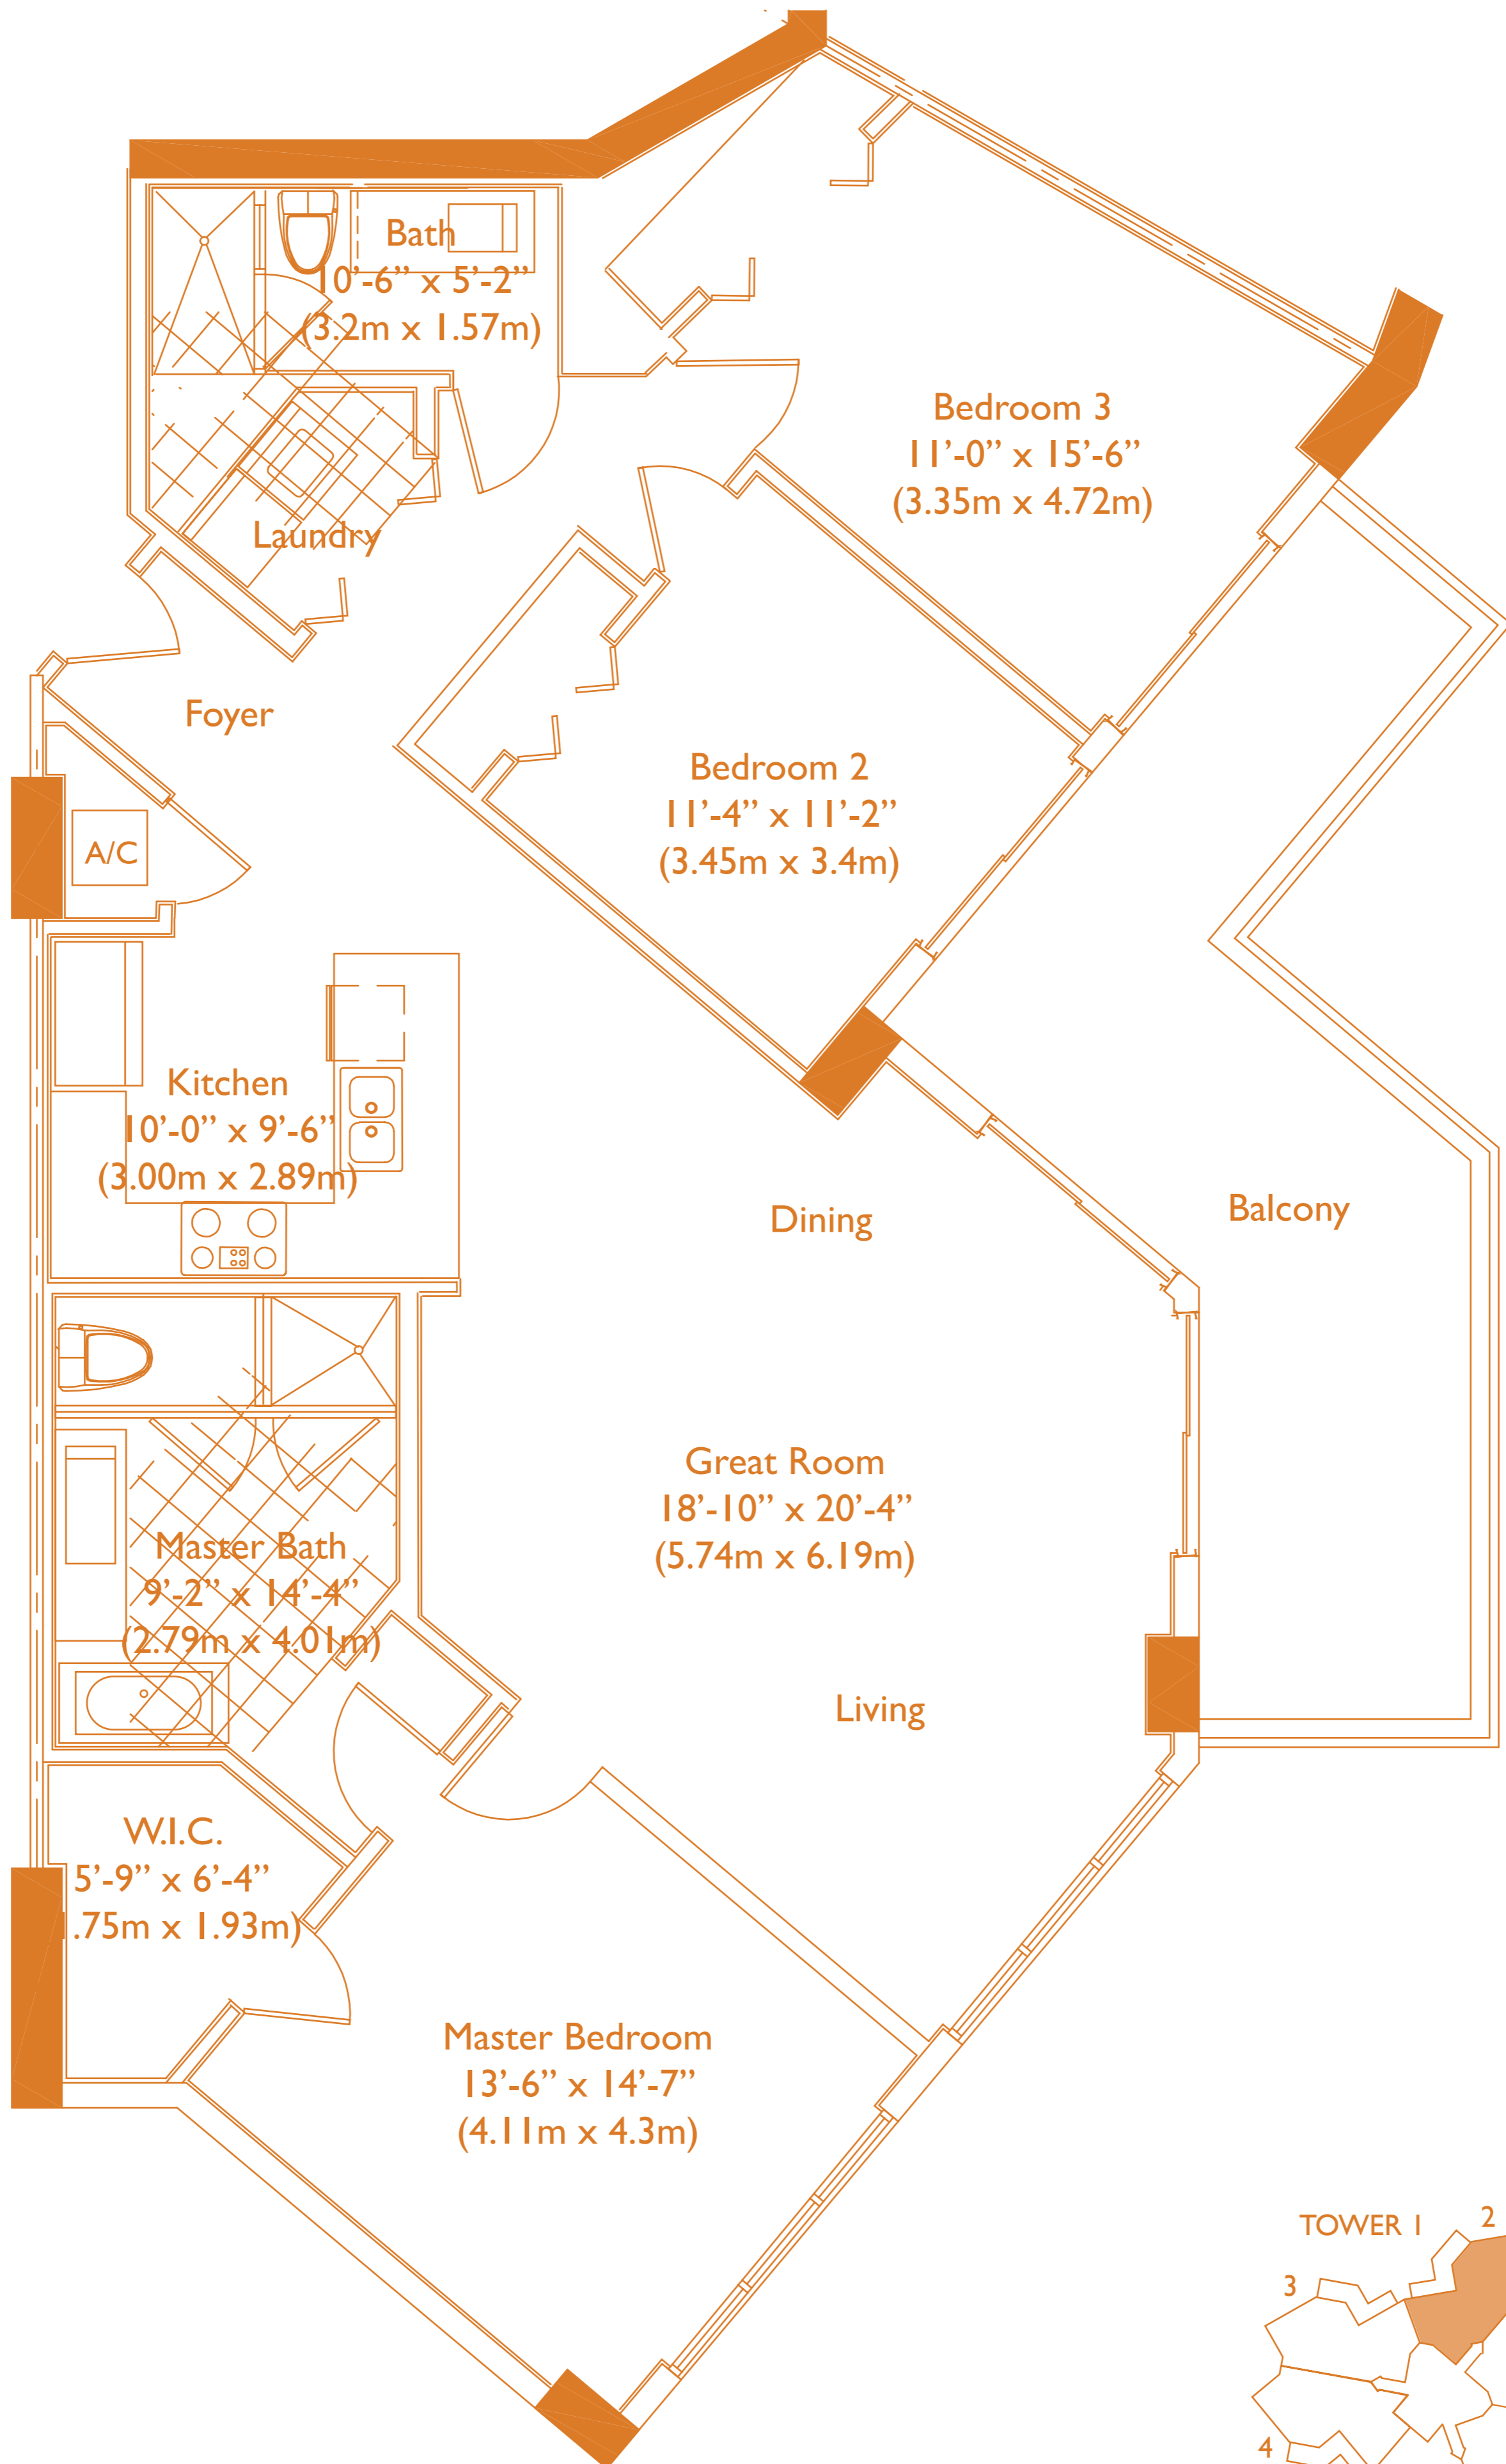 Bath
10’-6” x 5’-2”
(3.2m x 1.57m)
Bedroom 3
11’-0” x 15’-6”
(3.35m x 4.72m)
Laundry
Foyer
Bedroom 2
11’-4” x 11’-2”
(3.45m x 3.4m)
A/C
Kitchen
10’-0” x 9’-6”
(3.00m x 2.89m)
Dining
Balcony
Great Room
18’-10” x 20’-4”
(5.74m x 6.19m)
Master Bath
9’-2” x 14’-4”
(2.79m x 4.01m)
Living
W.I.C.
5’-9” x 6’-4”
1.75m x 1.93m)
Master Bedroom
13’-6” x 14’-7”
(4.11m x 4.3m)
TOWER 1
2
3
4